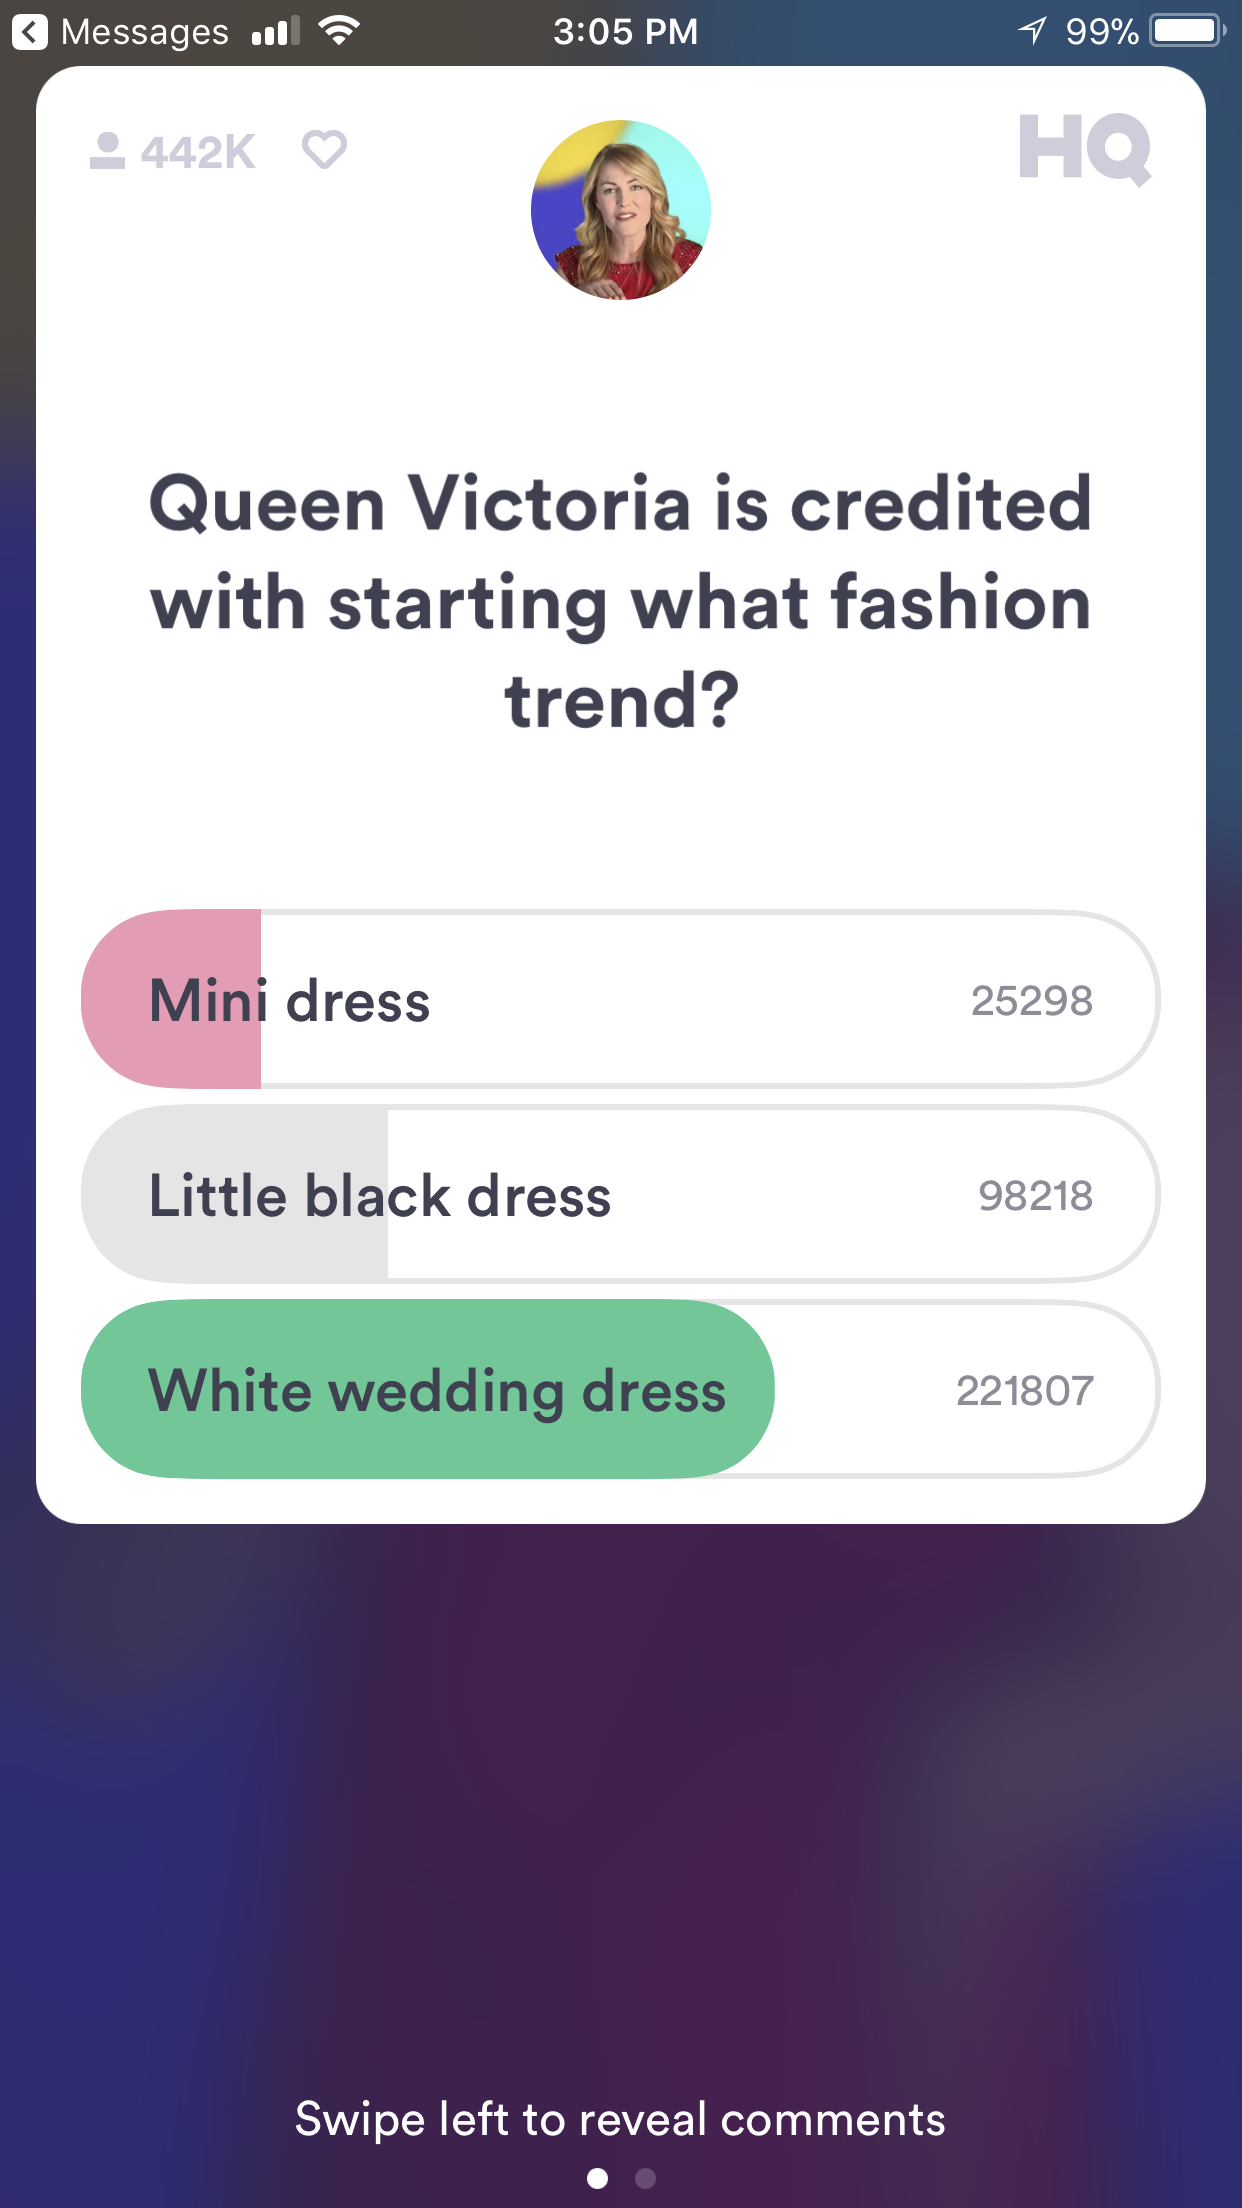 Messages 3:05 PM 99%
442K HQ
Queen Victoria is credited
with starting what fashion
trend?
Mini dress 25298
Little black dress 98218
White wedding dress 221807
Swipe left to reveal comments